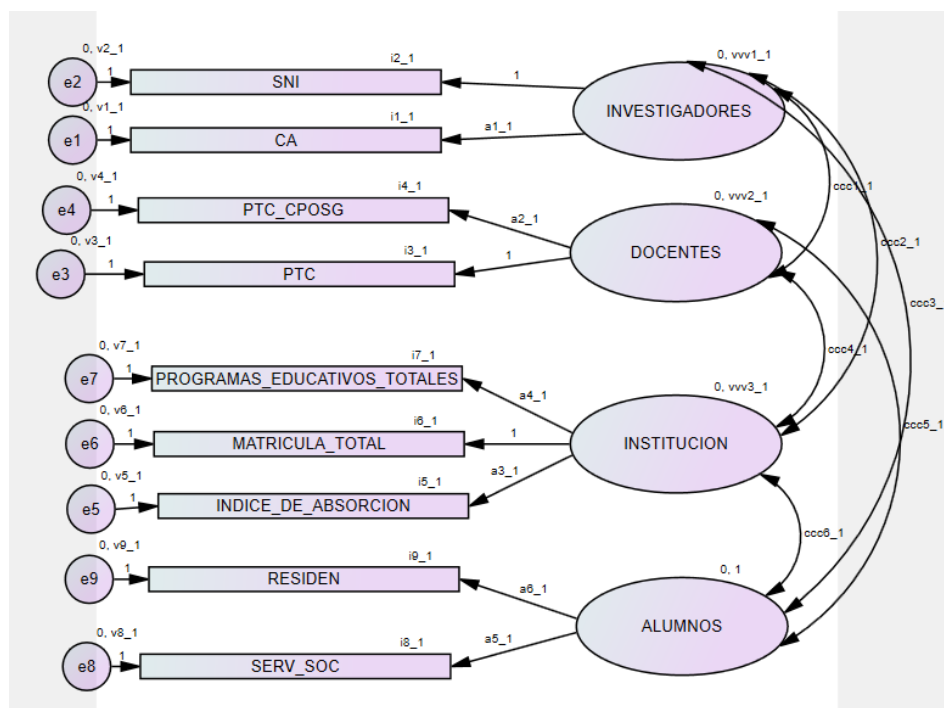 0, v2_1
i2_1
0, vvv1_1
e2
1
SNI
1
INVESTIGADORES
0, v1_1
i1_1
e1
1
CA
a1_1
0, v4_1
i4_1
ccc1_1
e4
1
PTC_CPOSG
a2_1
0, vvv2_1
0, v3_1
i3_1
DOCENTES
ccc2_1
e3
1
PTC
1
ccc3_
0, v7_1
i7_1
ccc4_1
e7
1
PROGRAMAS_EDUCATIVOS_TOTALES
a4_1
0, vvv3_1
0, v6_1
i6_1
ccc5_1
e6
1
MATRICULA_TOTAL
1
INSTITUCION
0, v5_1
i5_1
a3_1
e5
1
INDICE_DE_ABSORCION
0, v9_1
i9_1
ccc6_1
e9
1
RESIDEN
a6_1
0, 1
0, v8_1
i8_1
a5_1
ALUMNOS
e8
1
SERV_SOC